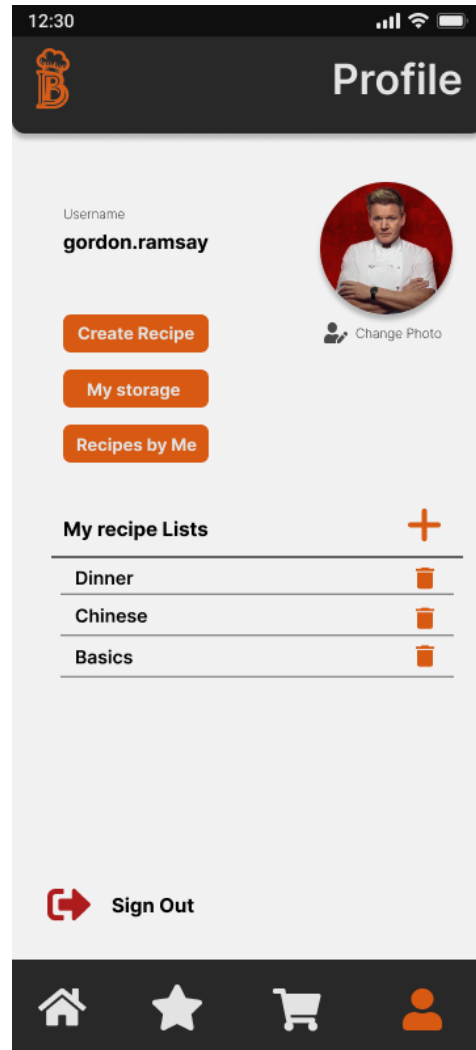 12:30
B
Profile
Username
gordon.ramsay
Create Recipe
Change Photo
My storage
Recipes by Me
My recipe Lists
Dinner
Chinese
Basics
Sign Out